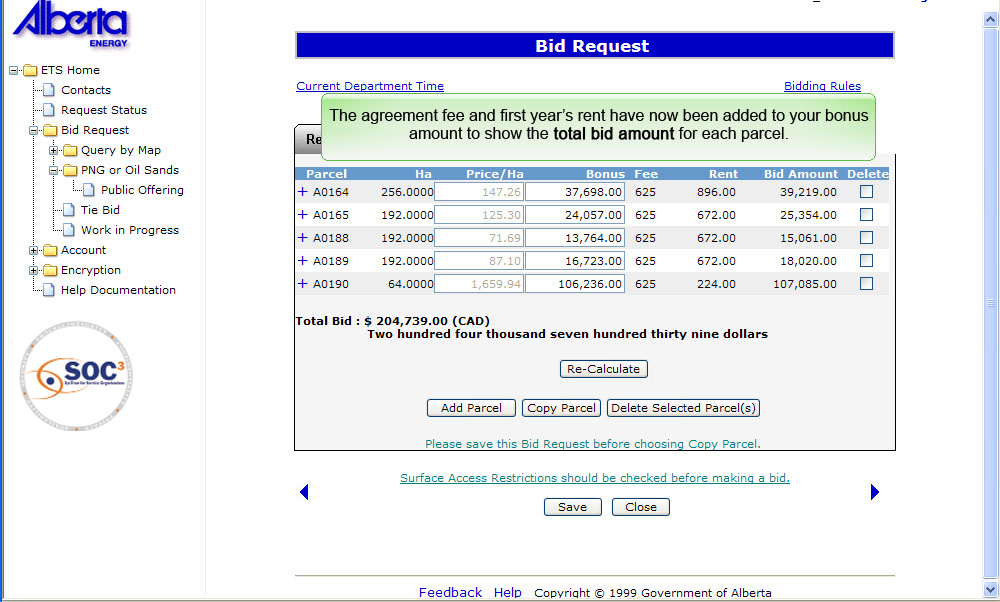 Alberta
ENERGY
ETS Home
Contacts
Request Status
Bid Request
Query by Map
PNG or Oil Sands
Public Offering
Tie Bid
Work in Progress
Account
Encryption
Help Documentation
SOC3
Bid Request
Current Department Time Bidding Rules
The agreement fee and first year's rent have now been added to your bonus
amount to show the total bid amount for each parcel.
Parcel Ha Price/Ha Bonus Fee Rent Bid Amount Delete
+ A0164 256.0000 147.26 37,698.00 625 896.00 39,219.00
+ A0165 192.0000 125.30 24,057.00 625 672.00 25,354.00
+ A0188 192.0000 71.69 13,764.00 625 672.00 15,061.00
+ A0189 192.0000 87.10 16,723.00 625 672.00 18,020.00
+ A0190 64.0000 1,659.94 106,236.00 625 224.00 107,085.00
Total Bid : $ 204,739.00 (CAD)
Two hundred four thousand seven hundred thirty nine dollars
Re-Calculate
Add Parcel Copy Parcel Delete Selected Parcel(s)
Please save this Bid Request before choosing Copy Parcel.
Surface Access Restrictions should be checked before making a bid.
Save Close
Feedback Help Copyright © 1999 Government of Alberta